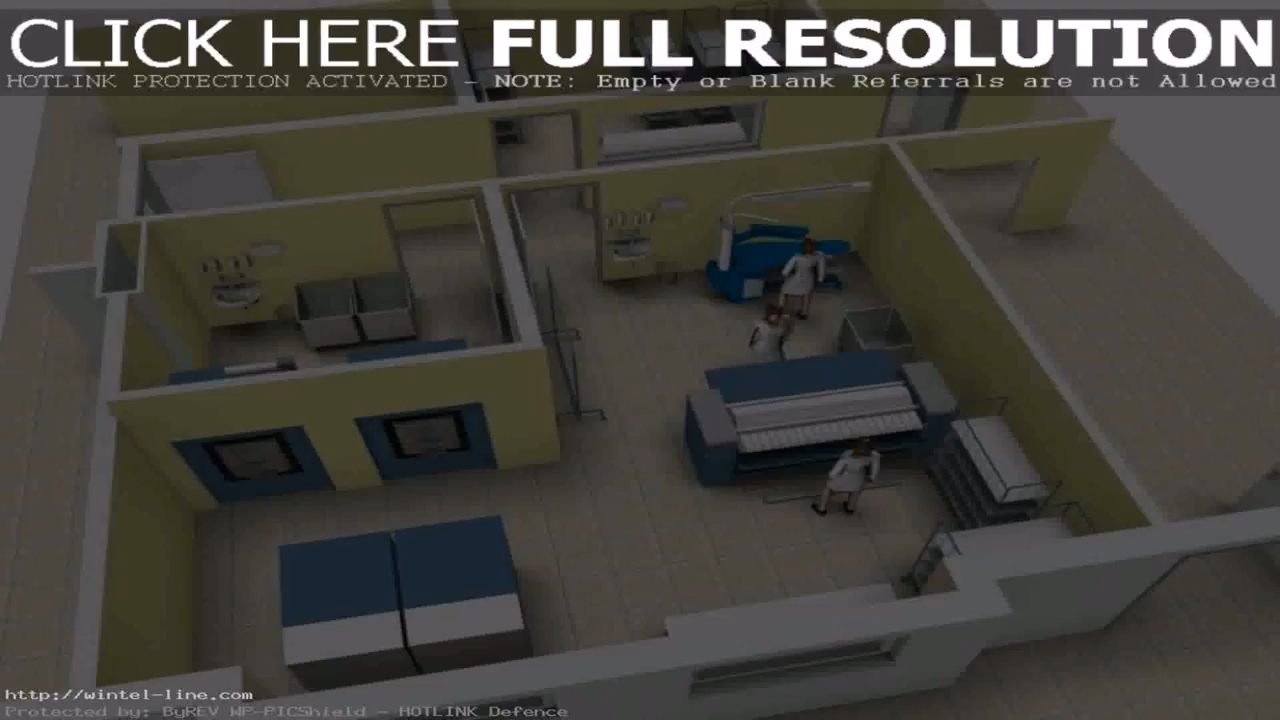 CLICK HERE FULL RESOLUTION
HOTLINK PROTECTION ACTIVATED - NOTE: Empty or Blank Referrals are not Allowed
http://wintel-line.com
Protected by: ByREV WP-PICShield - HOTLINK Defence